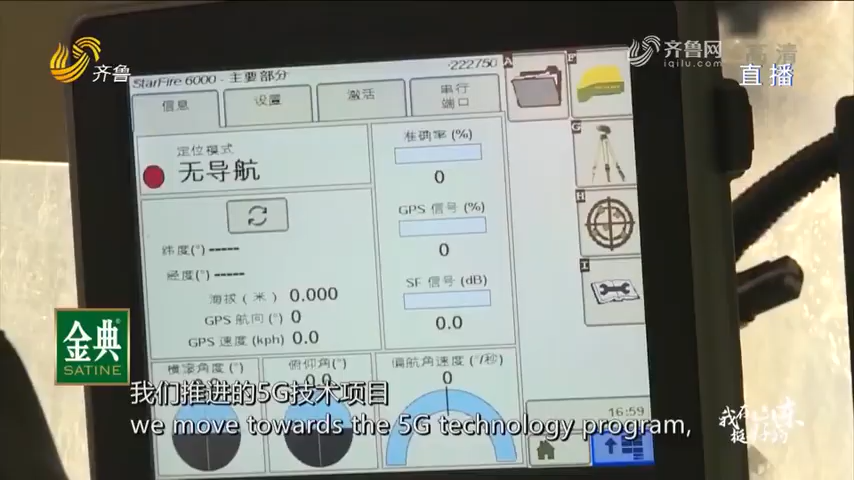 齐鲁
齐鲁网
iqilu.com
高清
直播
StarFire 6000 - 主要部分
222750
信息
设置
激活
串行
端口
A
F
G
H
I
定位模式
无导航
准确率 (%)
0
GPS 信号 (%)
0
SF 信号 (dB)
0.0
纬度(°) -----
经度(°) -----
海拔 (米) 0.000
GPS 航向(°) 0
GPS 速度 (kph) 0.0
横滚角度(°)
俯仰角(°)
0.0
偏航角速度 (°/秒)
0
16:59
金典®
SATINE
我们推进的5G技术项目
we move towards the 5G technology program,